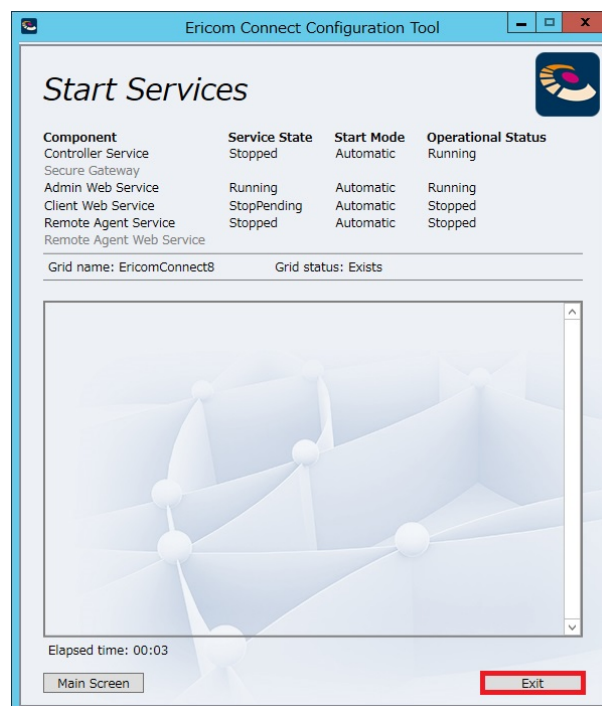 Ericom Connect Configuration Tool
Start Services
Component Service State Start Mode Operational Status
Controller Service Stopped Automatic Running
Secure Gateway
Admin Web Service Running Automatic Running
Client Web Service StopPending Automatic Stopped
Remote Agent Service Stopped Automatic Stopped
Remote Agent Web Service
Grid name: EricomConnect8 Grid status: Exists
Elapsed time: 00:03
Main Screen Exit